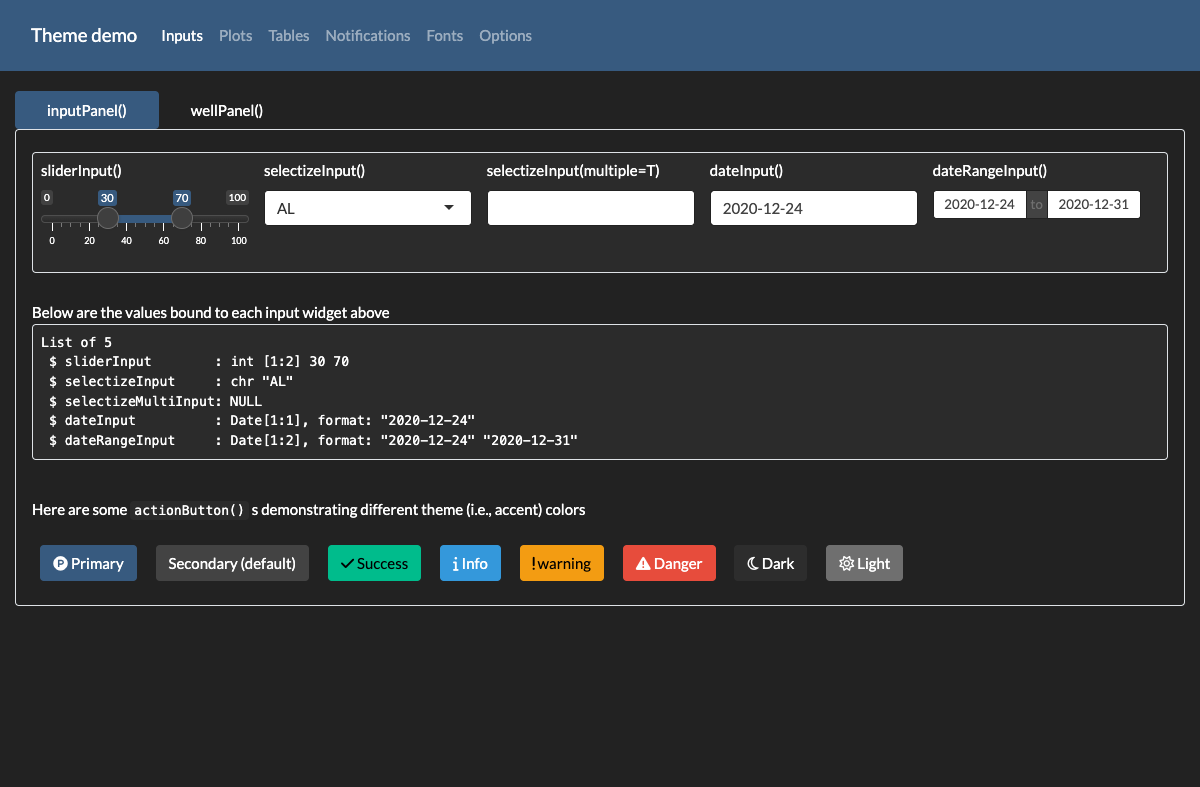 Theme demo Inputs Plots Tables Notifications Fonts Options
inputPanel() wellPanel()
sliderInput() selectizeInput() selectizeInput(multiple=T) dateInput() dateRangeInput()
0 30 70 100
AL 2020-12-24 2020-12-24 to 2020-12-31
0 20 40 60 80 100
Below are the values bound to each input widget above
List of 5
 $ sliderInput        : int [1:2] 30 70
 $ selectizeInput     : chr "AL"
 $ selectizeMultiInput: NULL
 $ dateInput          : Date[1:1], format: "2020-12-24"
 $ dateRangeInput     : Date[1:2], format: "2020-12-24" "2020-12-31"
Here are some actionButton() s demonstrating different theme (i.e., accent) colors
Primary Secondary (default) Success Info warning Danger Dark Light